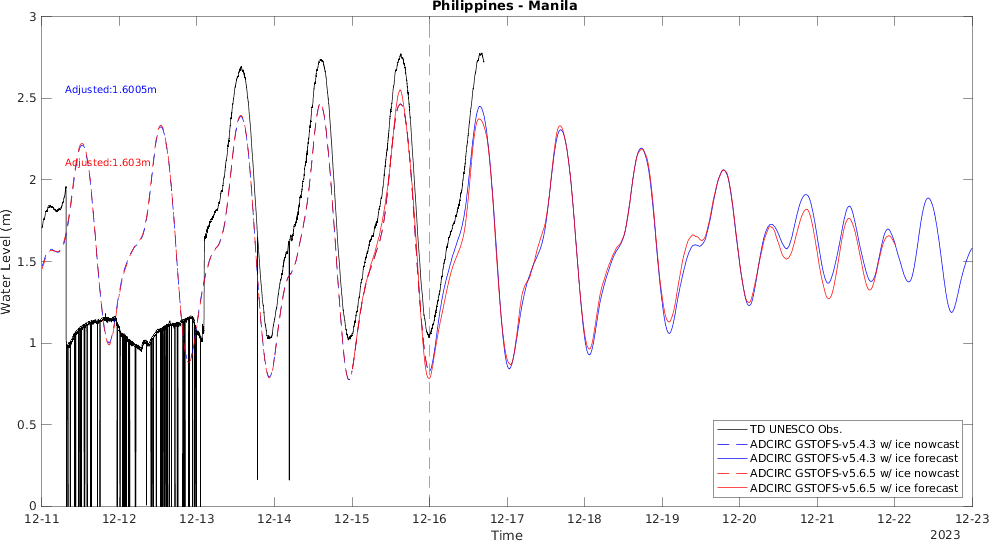 Philippines - Manila
3
2.5
2
1.5
1
0.5
0
Water Level (m)
Adjusted:1.6005m
Adjusted:1.603m
TD UNESCO Obs.
ADCIRC GSTOFS-v5.4.3 w/ ice nowcast
ADCIRC GSTOFS-v5.4.3 w/ ice forecast
ADCIRC GSTOFS-v5.6.5 w/ ice nowcast
ADCIRC GSTOFS-v5.6.5 w/ ice forecast
12-11 12-12 12-13 12-14 12-15 12-16 12-17 12-18 12-19 12-20 12-21 12-22 12-23
Time
2023